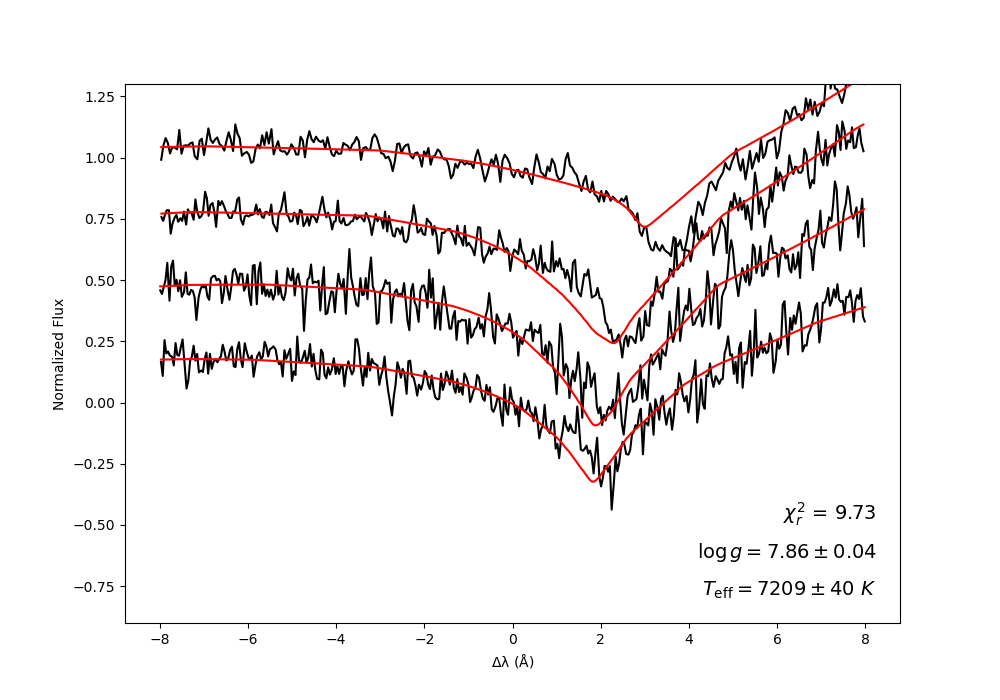 1.25
1.00
0.75
0.50
0.25
0.00
−0.25
−0.50
−0.75
Normalized Flux
χ²ᵣ = 9.73
log g = 7.86 ± 0.04
T_eff = 7209 ± 40 K
−8 −6 −4 −2 0 2 4 6 8
Δλ (Å)